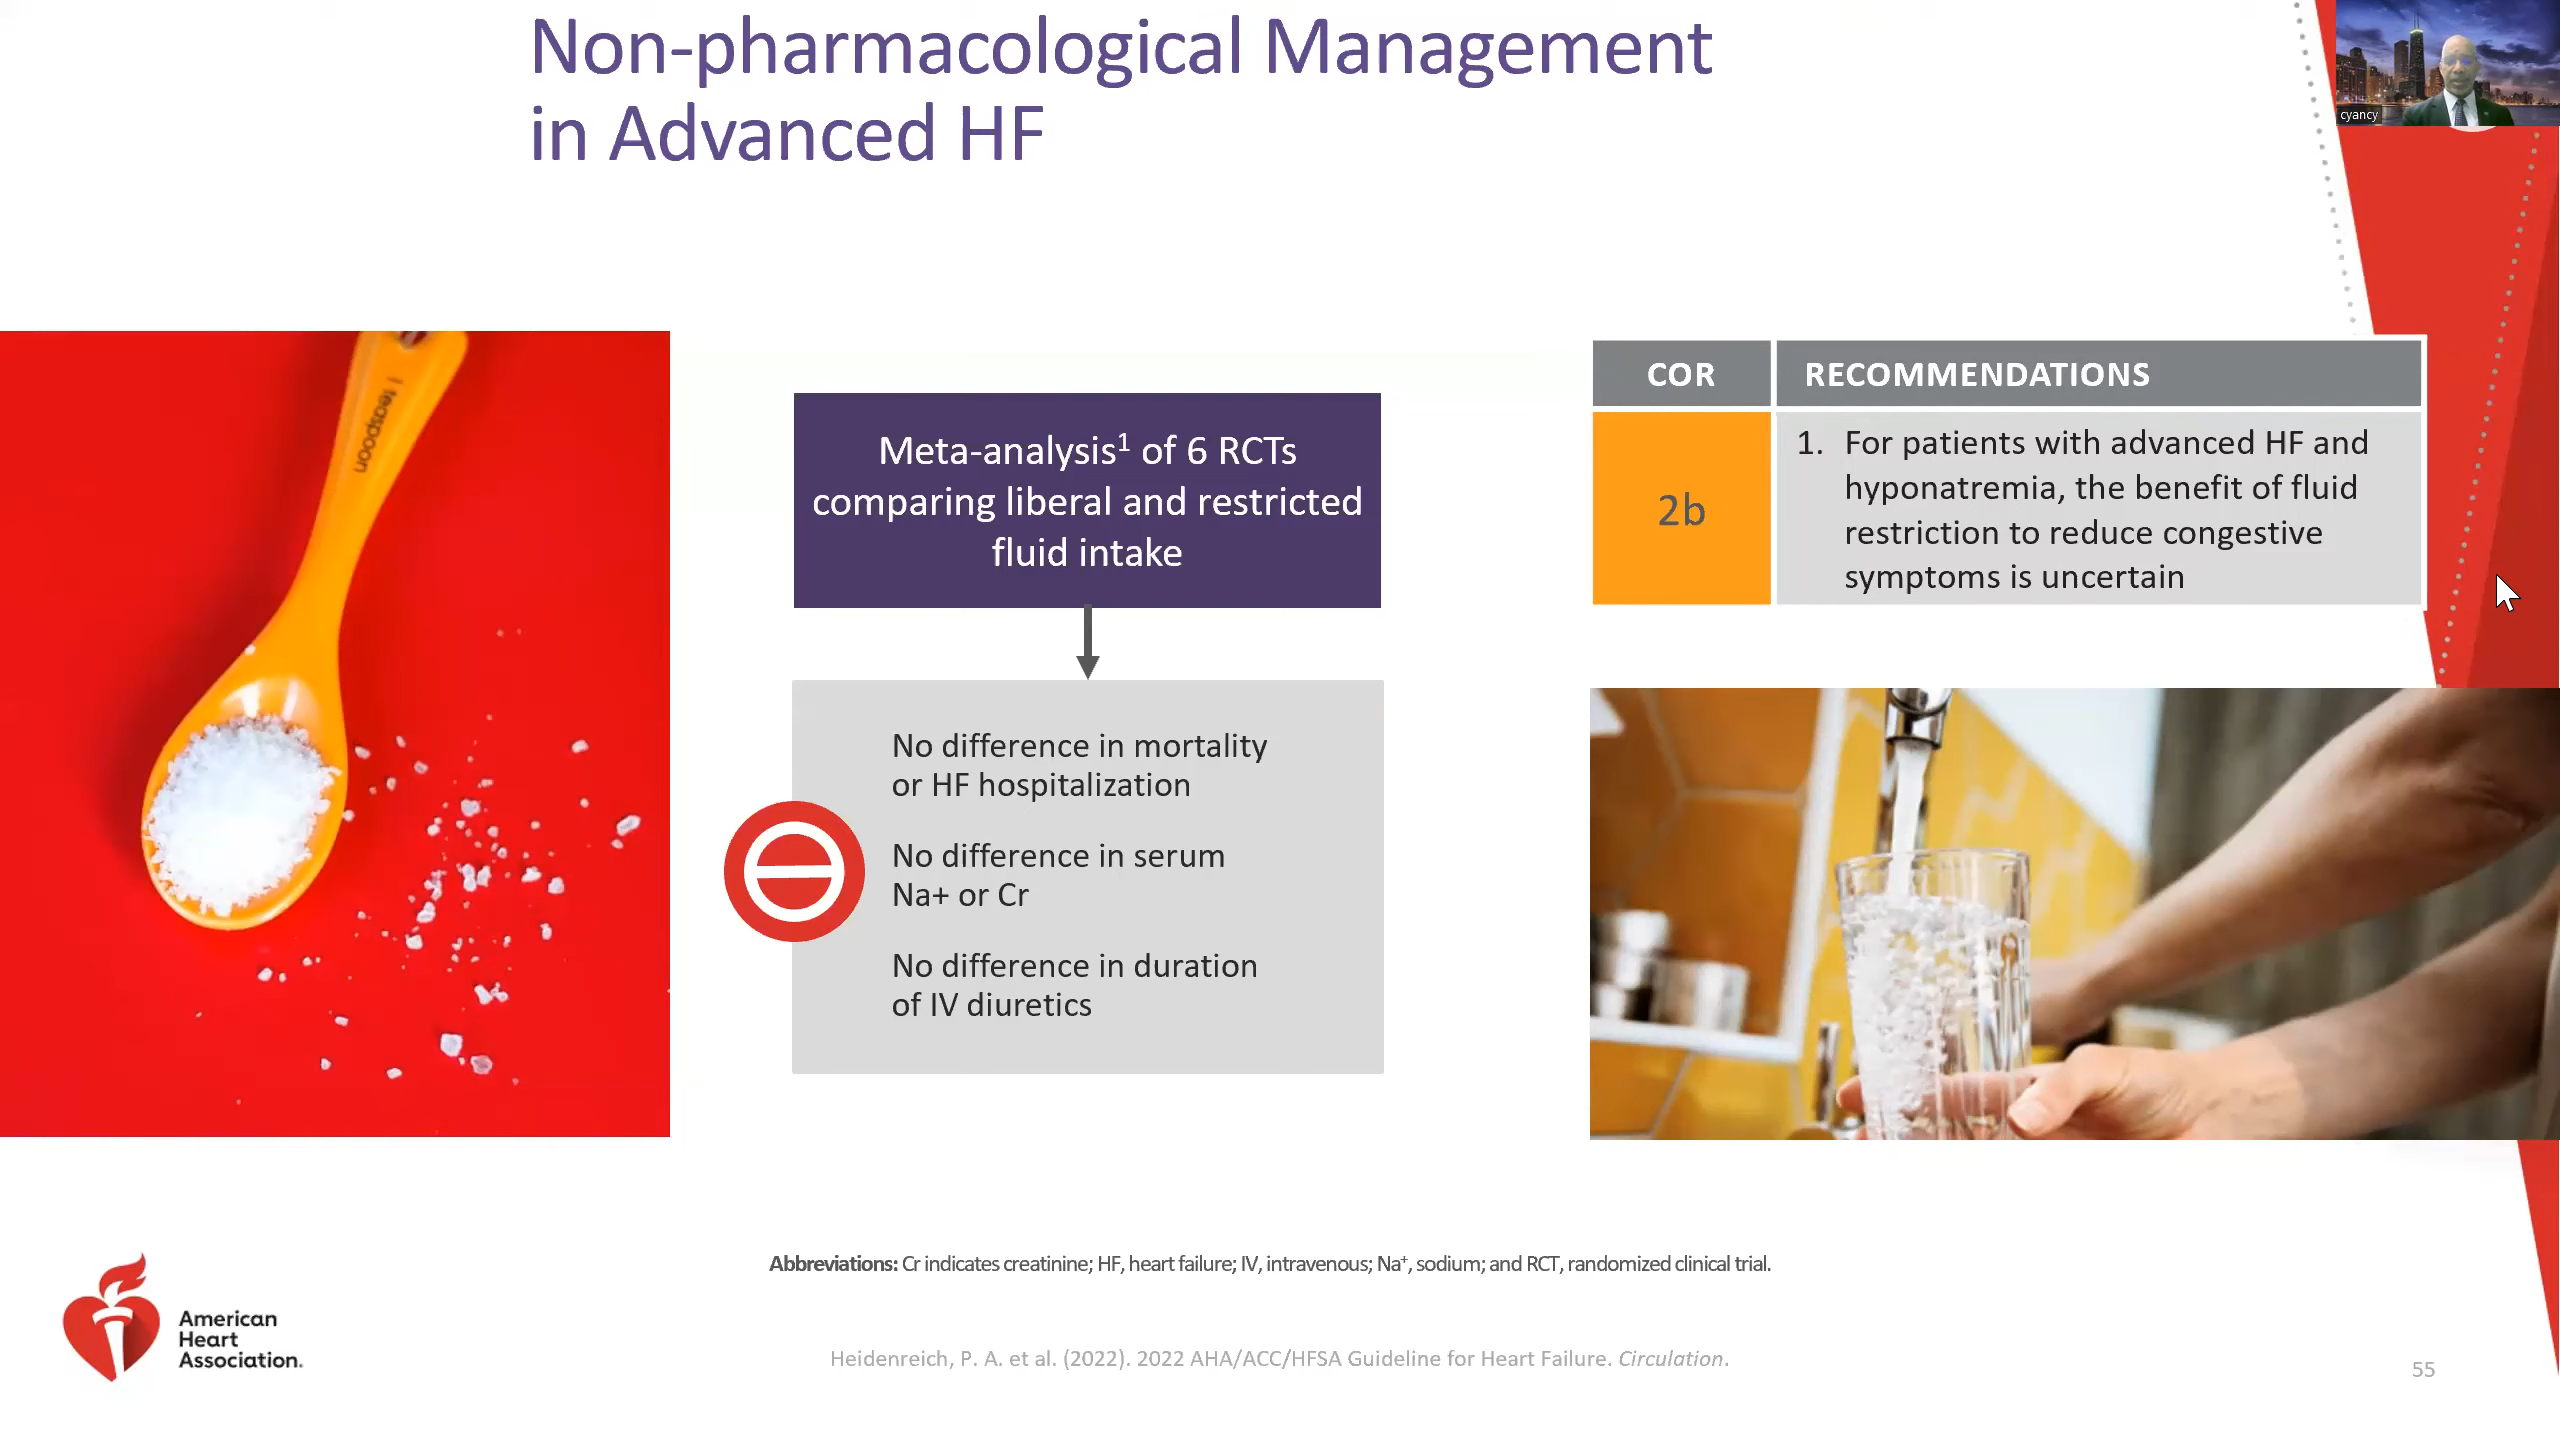 Non-pharmacological Management
in Advanced HF
cyancy
1 teaspoon
Meta-analysis¹ of 6 RCTs
comparing liberal and restricted
fluid intake
No difference in mortality
or HF hospitalization
No difference in serum
Na+ or Cr
No difference in duration
of IV diuretics
COR
RECOMMENDATIONS
2b
1. For patients with advanced HF and
hyponatremia, the benefit of fluid
restriction to reduce congestive
symptoms is uncertain
Abbreviations: Cr indicates creatinine; HF, heart failure; IV, intravenous; Na⁺, sodium; and RCT, randomized clinical trial.
American
Heart
Association.
Heidenreich, P. A. et al. (2022). 2022 AHA/ACC/HFSA Guideline for Heart Failure. Circulation.
55